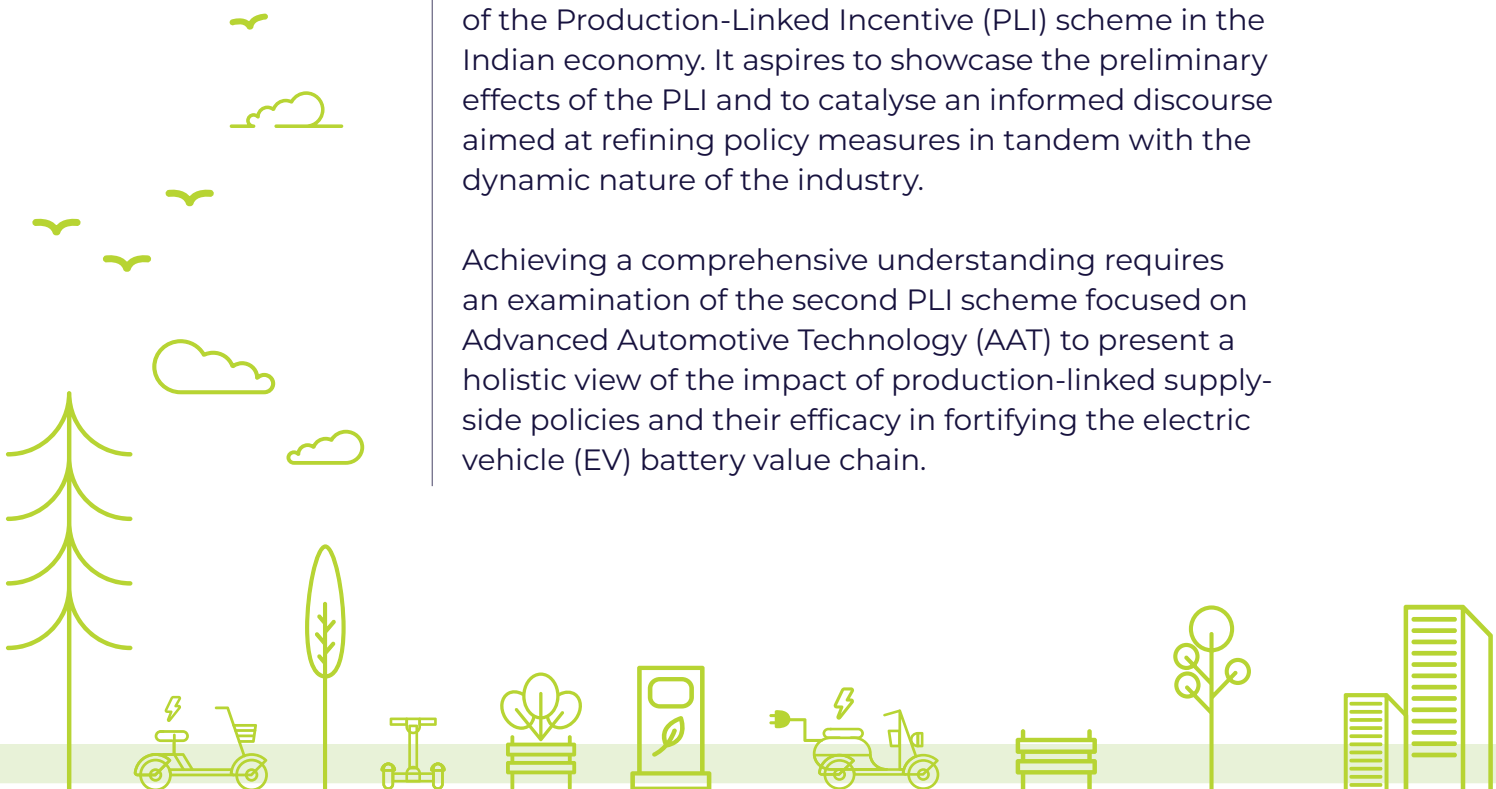 of the Production-Linked Incentive (PLI) scheme in the
Indian economy. It aspires to showcase the preliminary
effects of the PLI and to catalyse an informed discourse
aimed at refining policy measures in tandem with the
dynamic nature of the industry.
Achieving a comprehensive understanding requires
an examination of the second PLI scheme focused on
Advanced Automotive Technology (AAT) to present a
holistic view of the impact of production-linked supply-
side policies and their efficacy in fortifying the electric
vehicle (EV) battery value chain.